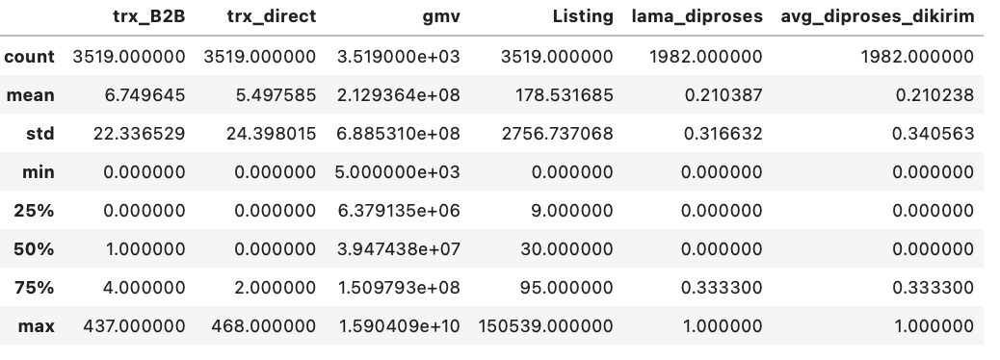 trx_B2B trx_direct gmv Listing lama_diproses avg_diproses_dikirim
count 3519.000000 3519.000000 3.519000e+03 3519.000000 1982.000000 1982.000000
mean 6.749645 5.497585 2.129364e+08 178.531685 0.210387 0.210238
std 22.336529 24.398015 6.885310e+08 2756.737068 0.316632 0.340563
min 0.000000 0.000000 5.000000e+03 0.000000 0.000000 0.000000
25% 0.000000 0.000000 6.379135e+06 9.000000 0.000000 0.000000
50% 1.000000 0.000000 3.947438e+07 30.000000 0.000000 0.000000
75% 4.000000 2.000000 1.509793e+08 95.000000 0.333300 0.333300
max 437.000000 468.000000 1.590409e+10 150539.000000 1.000000 1.000000